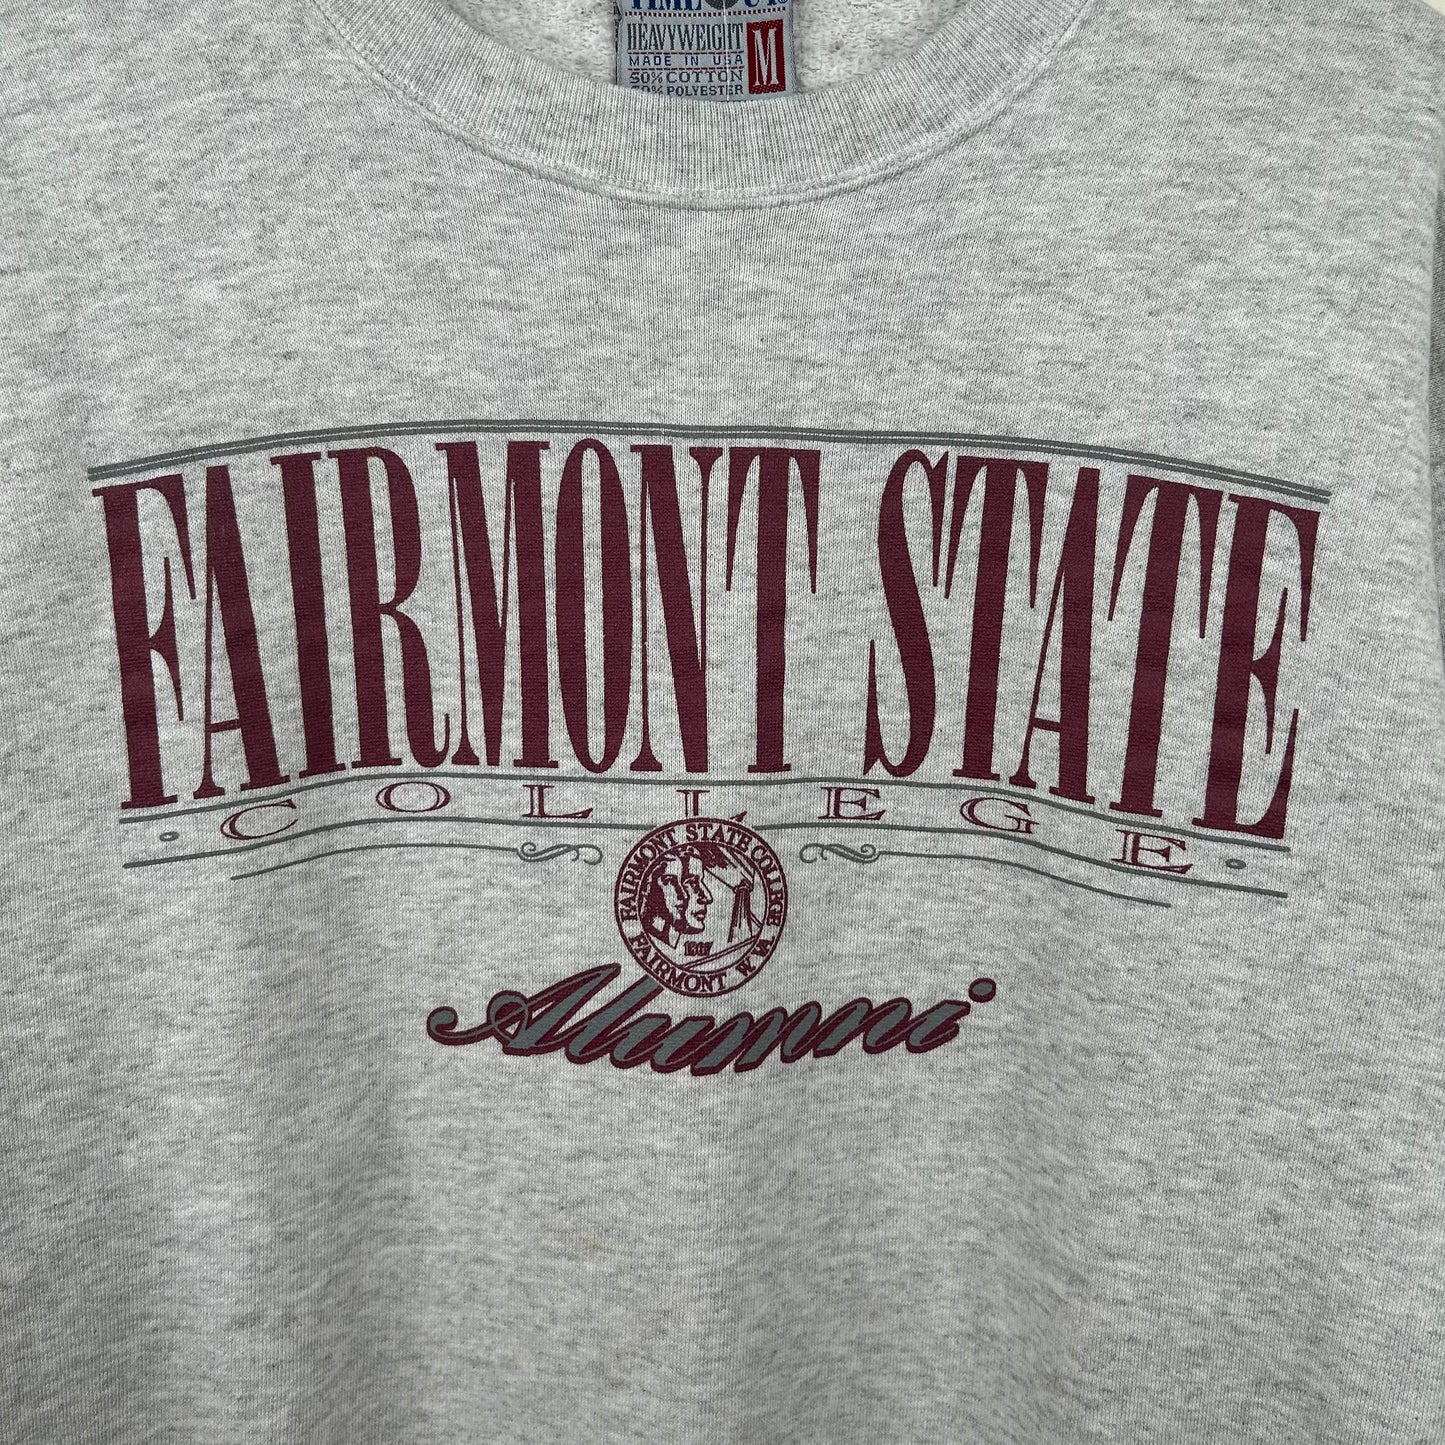 HEAVYWEIGHT
MADE IN USA
50% COTTON
50% POLYESTER
M
FAIRMONT STATE
COLLEGE
FAIRMONT STATE COLLEGE
1867
FAIRMONT W.VA.
Alumni